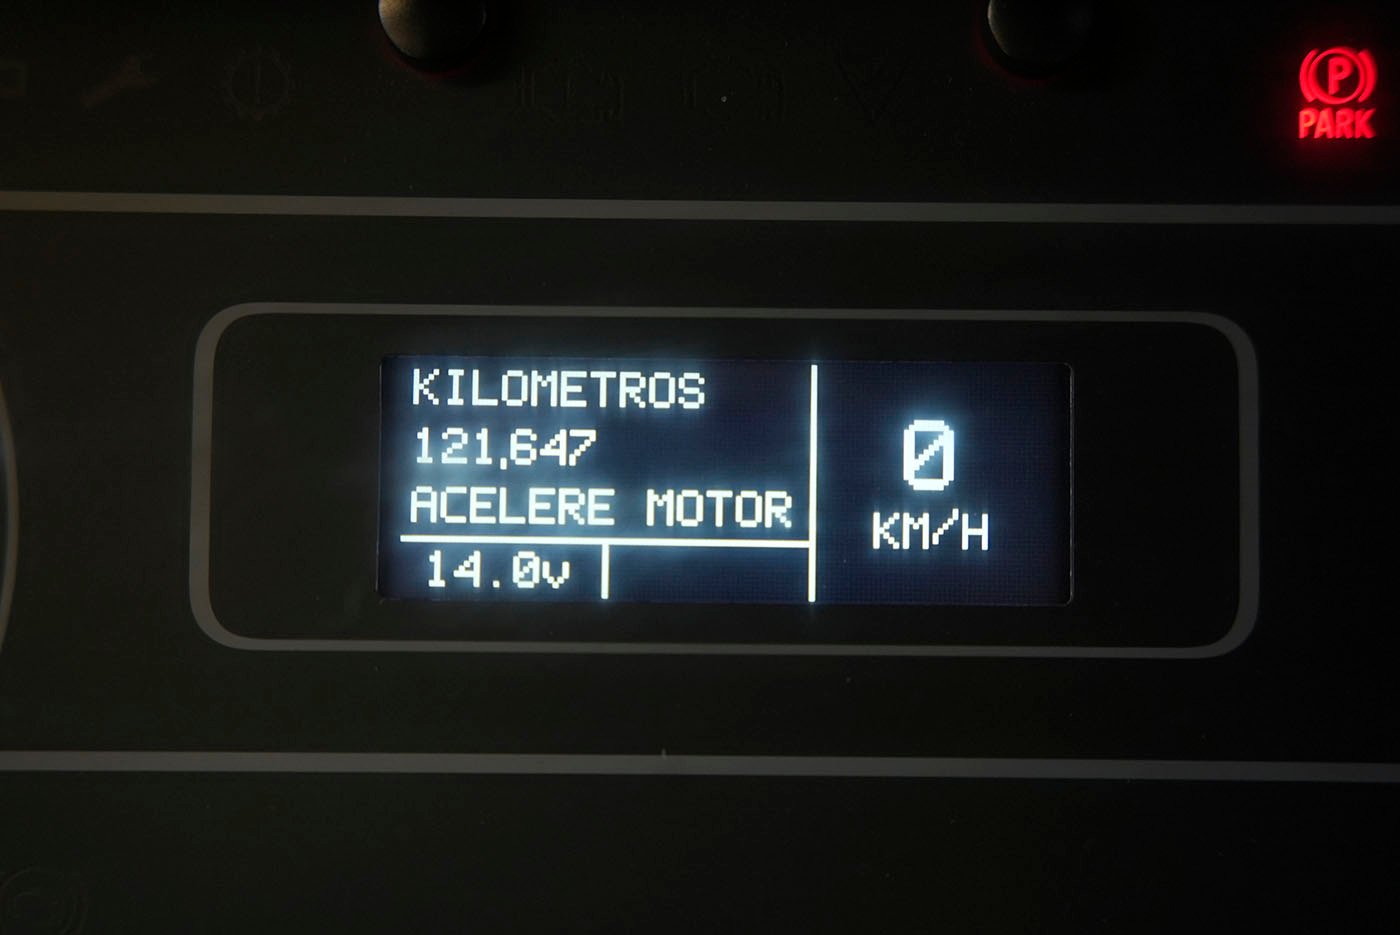 P
PARK
KILOMETROS
121,647
ACELERE MOTOR
14.0v
0
KM/H